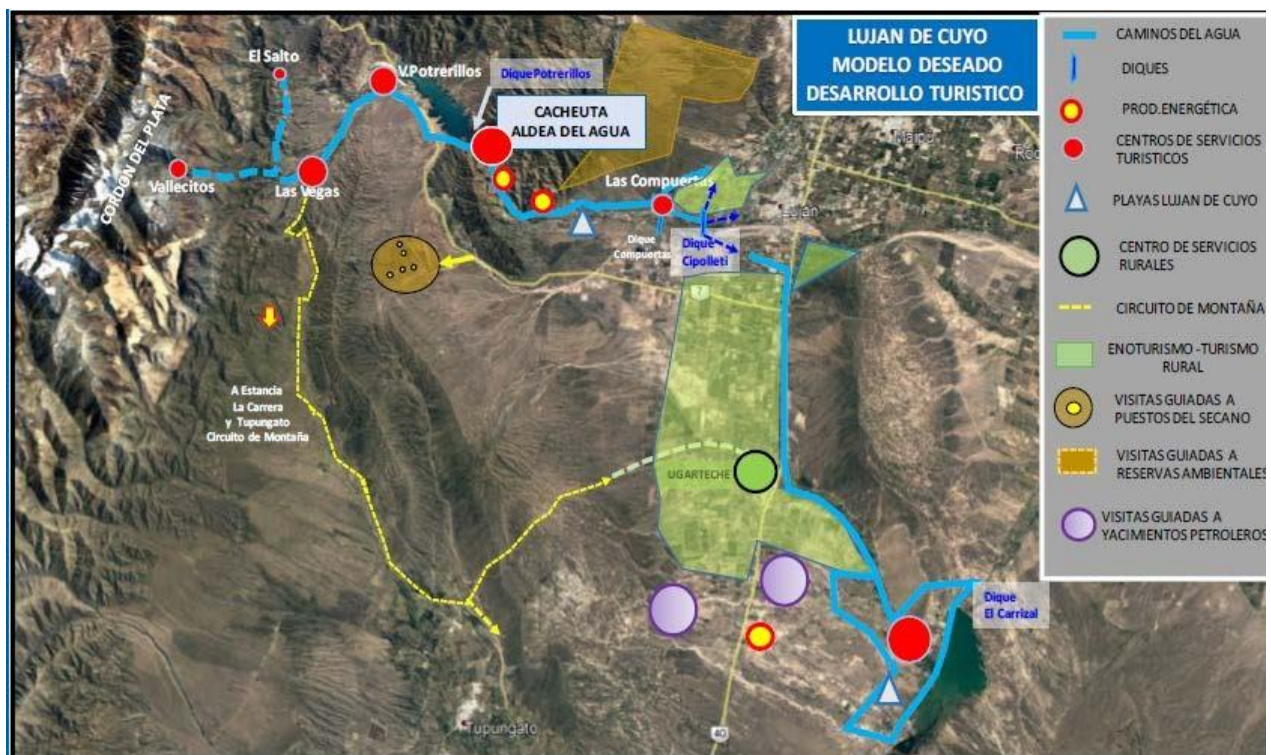 LUJAN DE CUYO
MODELO DESEADO
DESARROLLO TURISTICO
CAMINOS DEL AGUA
DIQUES
PROD.ENERGÉTICA
CENTROS DE SERVICIOS
TURISTICOS
PLAYAS LUJAN DE CUYO
CENTRO DE SERVICIOS
RURALES
CIRCUITO DE MONTAÑA
ENOTURISMO -TURISMO
RURAL
VISITAS GUIADAS A
PUESTOS DEL SECANO
VISITAS GUIADAS A
RESERVAS AMBIENTALES
VISITAS GUIADAS A
YACIMIENTOS PETROLEROS
El Salto
V.Potrerillos
Dique Potrerillos
CACHEUTA
ALDEA DEL AGUA
CORDON DEL PLATA
Vallecitos
Las Vegas
Las Compuertas
Maipu
Lujan
Dique
Compuertas
Dique
Cipolleti
7
A Estancia
La Carrera
y Tupungato
Circuito de Montaña
UGARTECHE
Dique
El Carrizal
Tupungato
40